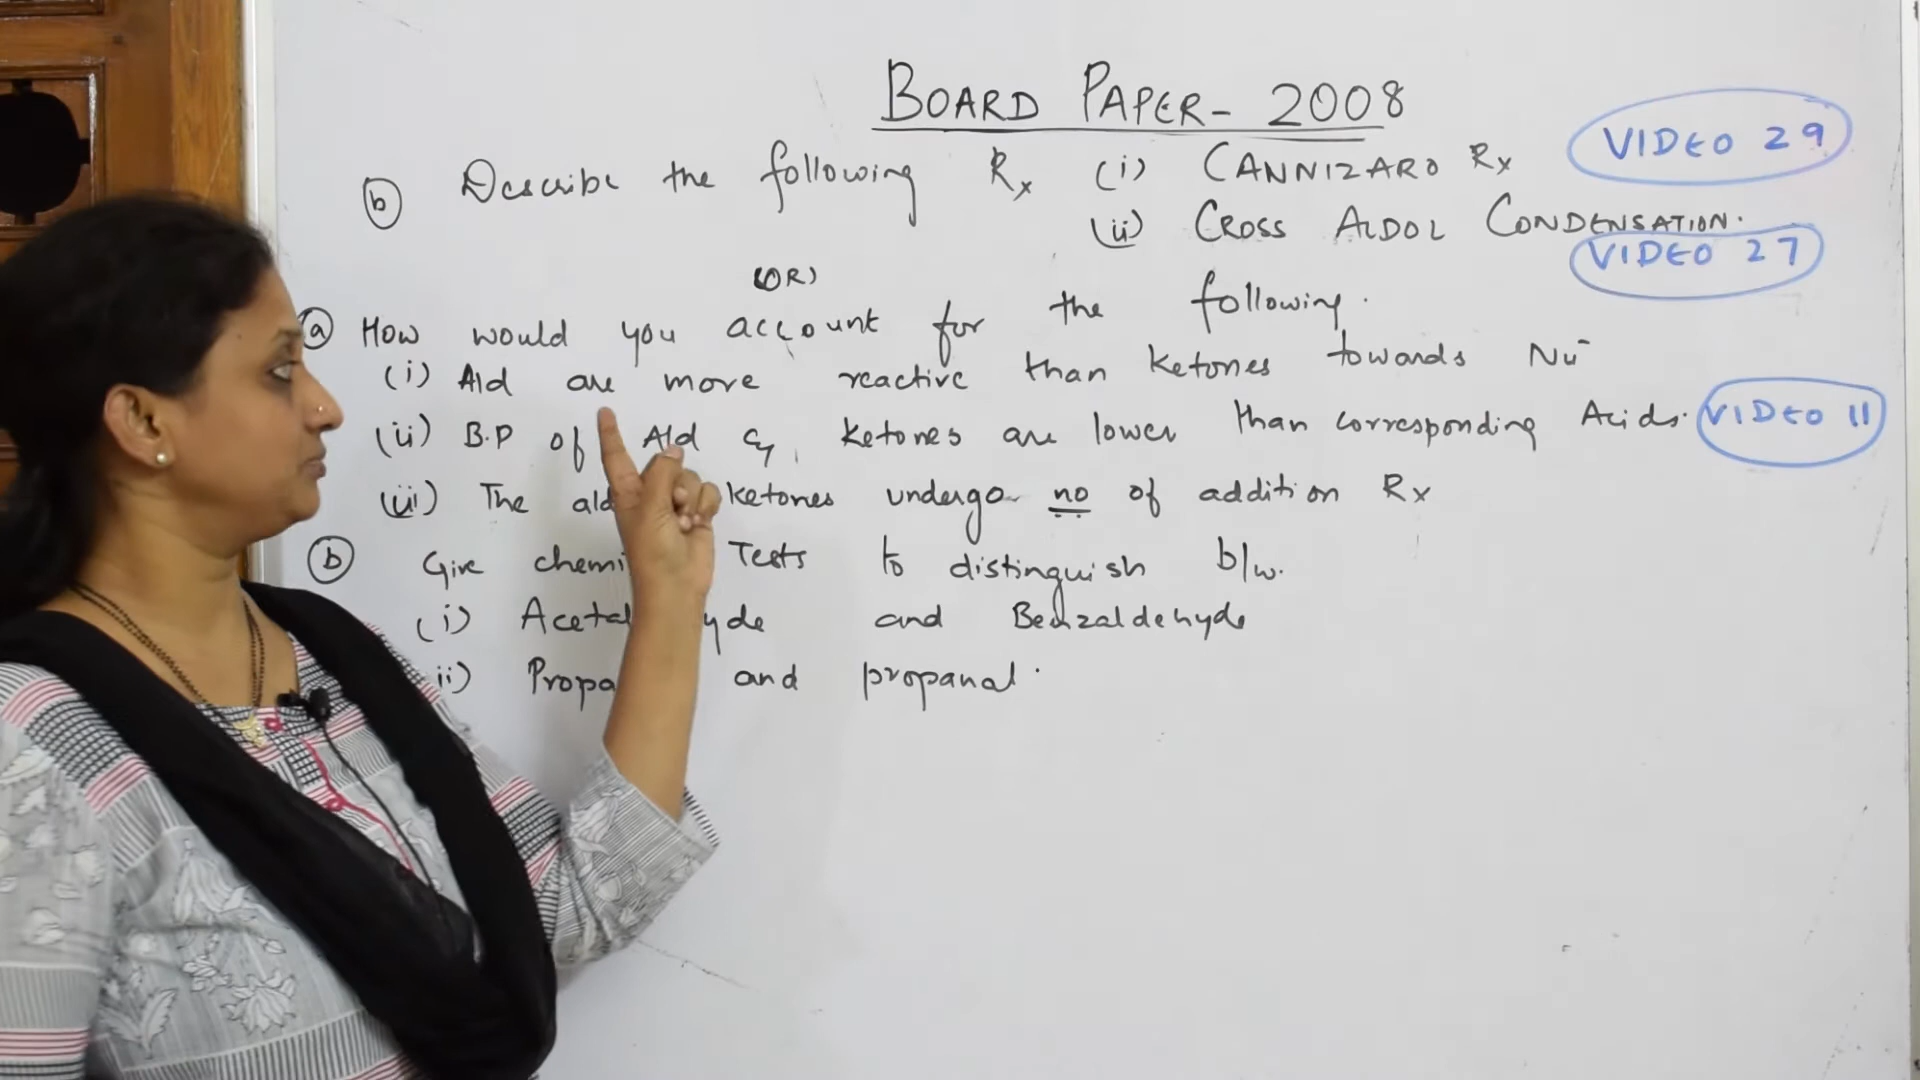 BOARD PAPER - 2008
b Describe the following Rx (i) CANNIZARO Rx VIDEO 29
(ii) CROSS ALDOL CONDENSATION.
VIDEO 27
(OR)
a How would you account for the following.
(i) Ald are more reactive than Ketones towards Nu⁻
(ii) B.P of Ald & Ketones are lower than corresponding Acids. VIDEO 11
(iii) The ald ketones undergo no of addition Rx
b Give chemi Tests to distinguish b/w.
(i) Acetal yde and Benzaldehyde
ii) Propa and propanal.